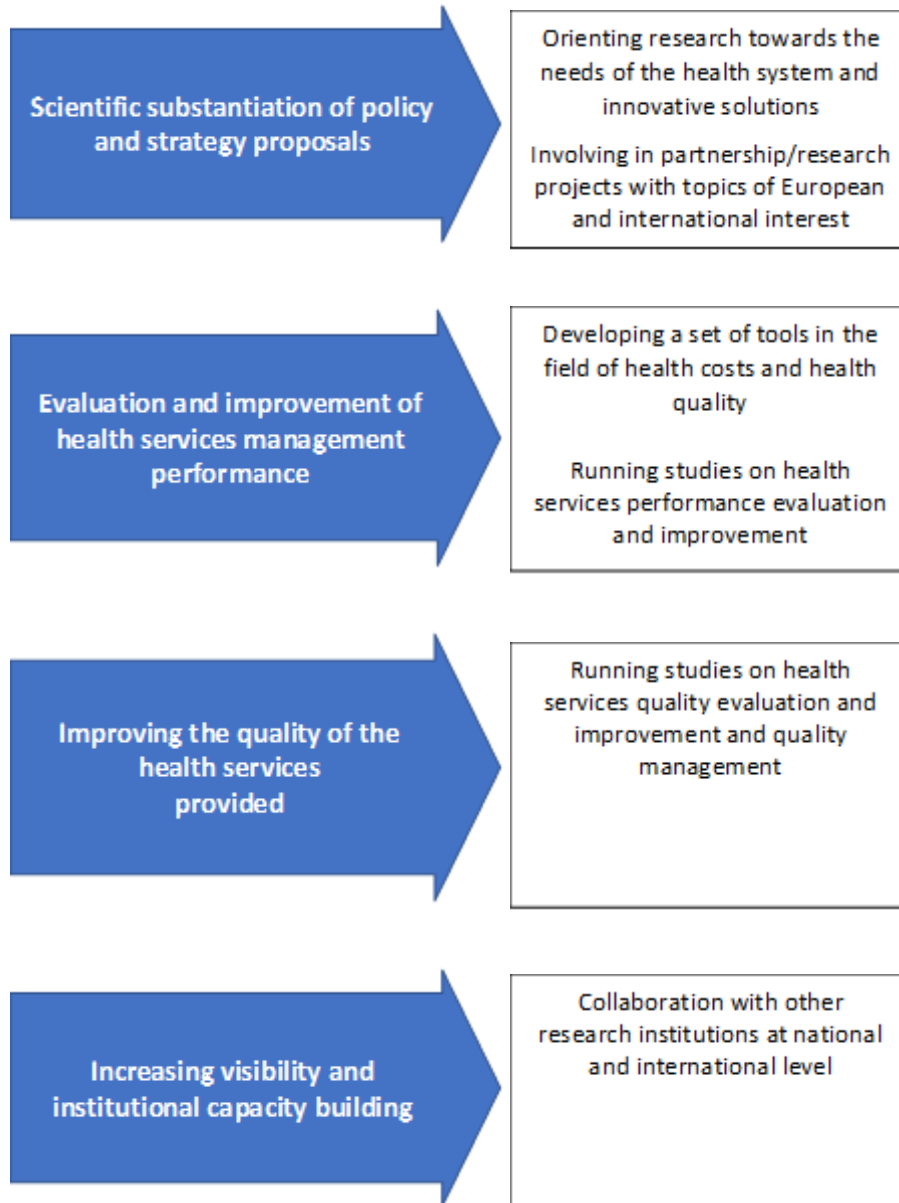 Scientific substantiation of policy
and strategy proposals
Orienting research towards the
needs of the health system and
innovative solutions
Involving in partnership/research
projects with topics of European
and international interest
Evaluation and improvement of
health services management
performance
Developing a set of tools in the
field of health costs and health
quality
Running studies on health
services performance evaluation
and improvement
Improving the quality of the
health services
provided
Running studies on health
services quality evaluation and
improvement and quality
management
Increasing visibility and
institutional capacity building
Collaboration with other
research institutions at national
and international level